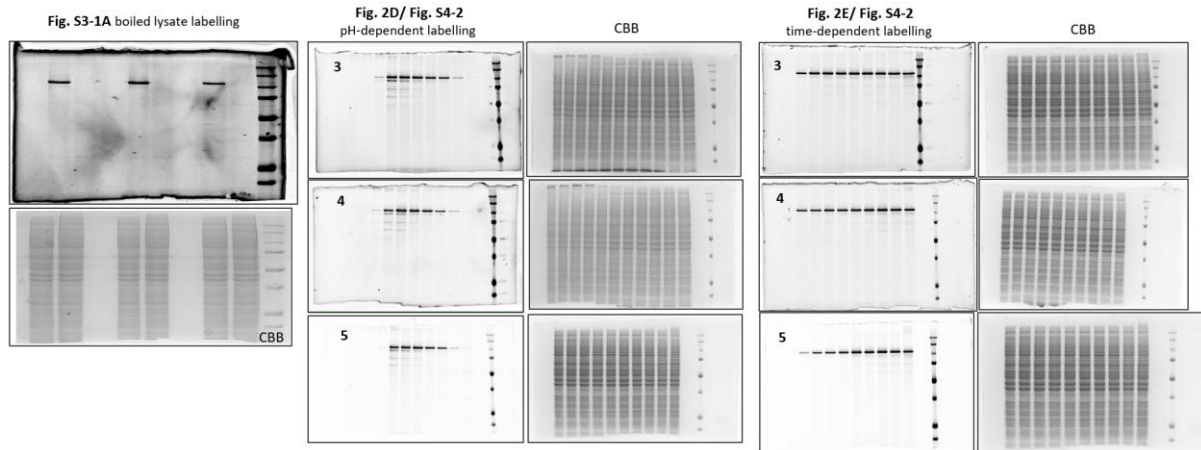 Fig. S3-1A boiled lysate labelling
CBB
Fig. 2D/ Fig. S4-2
pH-dependent labelling
CBB
3
4
5
Fig. 2E/ Fig. S4-2
time-dependent labelling
CBB
3
4
5